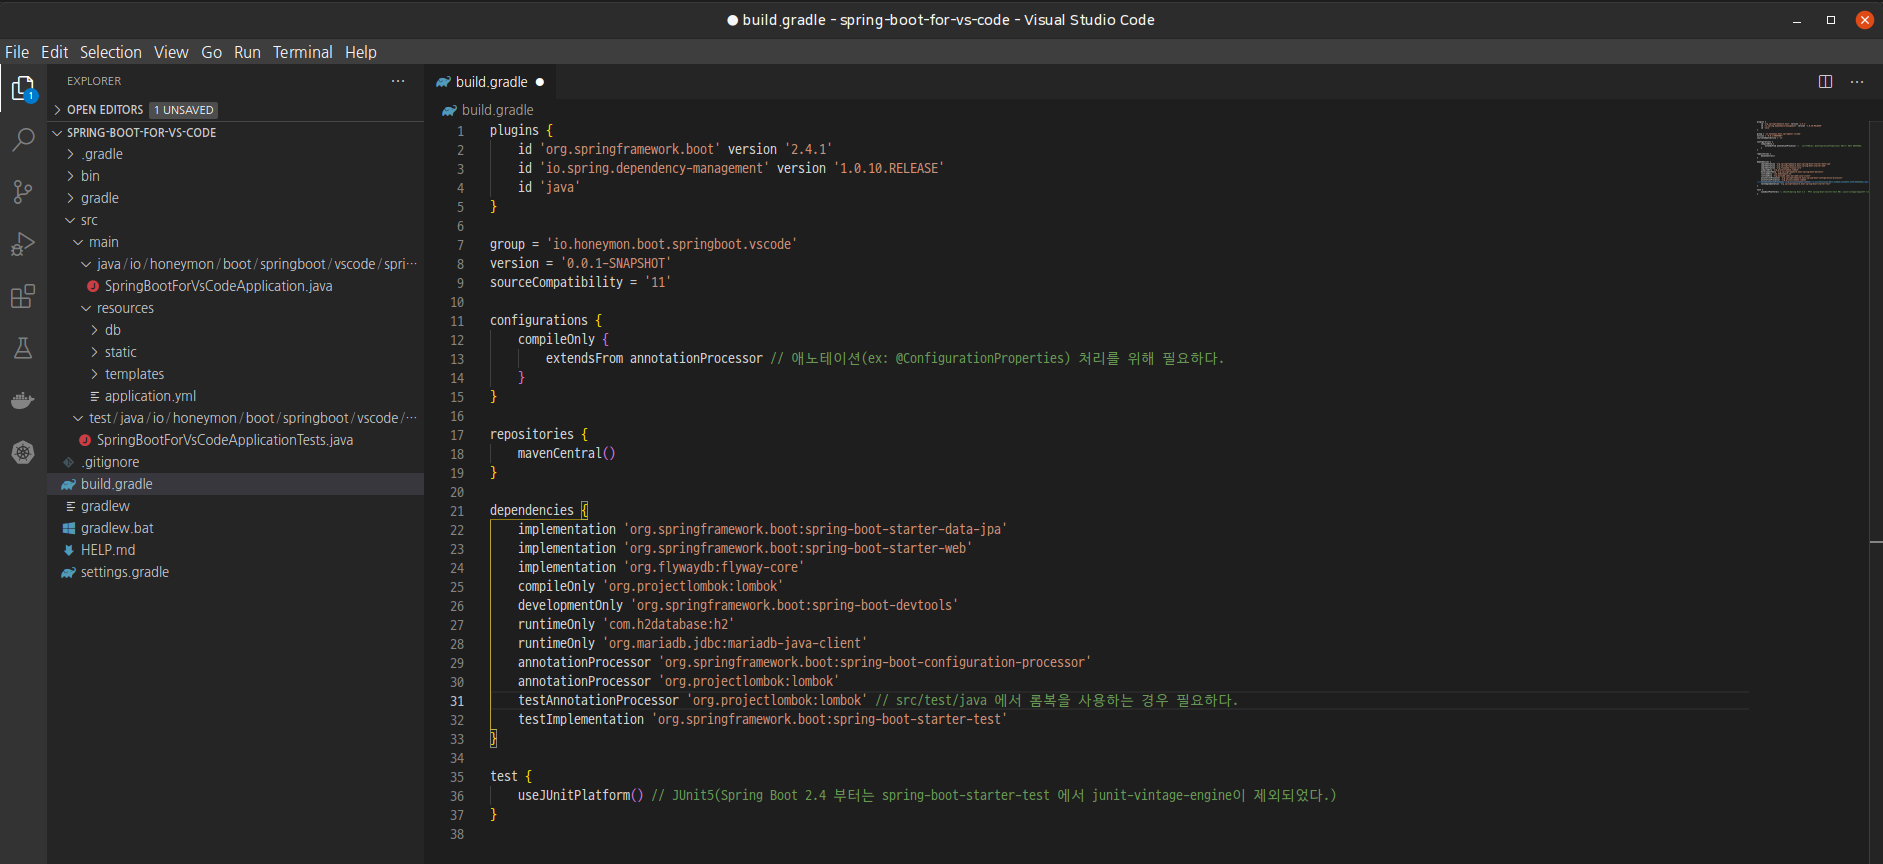 build.gradle - spring-boot-for-vs-code - Visual Studio Code
File Edit Selection View Go Run Terminal Help
EXPLORER
1
OPEN EDITORS 1 UNSAVED
SPRING-BOOT-FOR-VS-CODE
.gradle
bin
gradle
src
main
java/io/honeymon/boot/springboot/vscode/spri···
SpringBootForVsCodeApplication.java
resources
db
static
templates
application.yml
test/java/io/honeymon/boot/springboot/vscode/···
SpringBootForVsCodeApplicationTests.java
.gitignore
build.gradle
gradlew
gradlew.bat
HELP.md
settings.gradle
build.gradle
build.gradle
1 plugins {
2 id 'org.springframework.boot' version '2.4.1'
3 id 'io.spring.dependency-management' version '1.0.10.RELEASE'
4 id 'java'
5 }
6
7 group = 'io.honeymon.boot.springboot.vscode'
8 version = '0.0.1-SNAPSHOT'
9 sourceCompatibility = '11'
10
11 configurations {
12 compileOnly {
13 extendsFrom annotationProcessor // 애노테이션(ex: @ConfigurationProperties) 처리를 위해 필요하다.
14 }
15 }
16
17 repositories {
18 mavenCentral()
19 }
20
21 dependencies {
22 implementation 'org.springframework.boot:spring-boot-starter-data-jpa'
23 implementation 'org.springframework.boot:spring-boot-starter-web'
24 implementation 'org.flywaydb:flyway-core'
25 compileOnly 'org.projectlombok:lombok'
26 developmentOnly 'org.springframework.boot:spring-boot-devtools'
27 runtimeOnly 'com.h2database:h2'
28 runtimeOnly 'org.mariadb.jdbc:mariadb-java-client'
29 annotationProcessor 'org.springframework.boot:spring-boot-configuration-processor'
30 annotationProcessor 'org.projectlombok:lombok'
31 testAnnotationProcessor 'org.projectlombok:lombok' // src/test/java 에서 롬복을 사용하는 경우 필요하다.
32 testImplementation 'org.springframework.boot:spring-boot-starter-test'
33 }
34
35 test {
36 useJUnitPlatform() // JUnit5(Spring Boot 2.4 부터는 spring-boot-starter-test 에서 junit-vintage-engine이 제외되었다.)
37 }
38